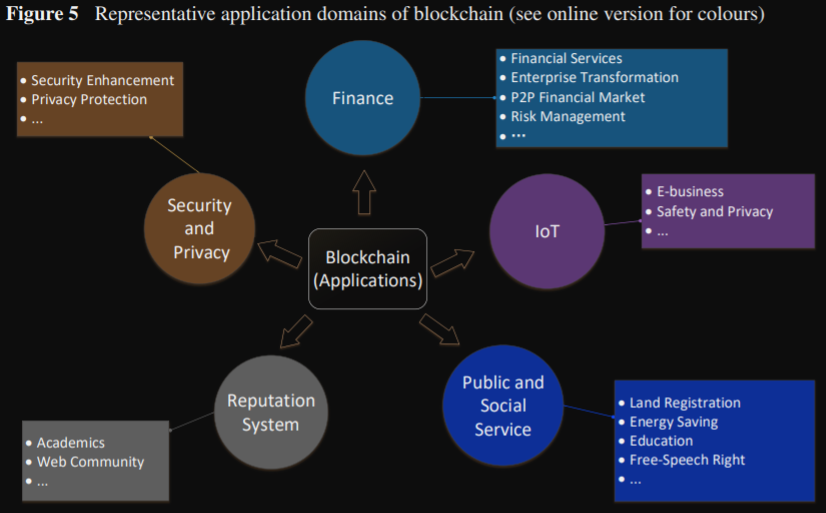 Figure 5 Representative application domains of blockchain (see online version for colours)
• Security Enhancement
• Privacy Protection
• ...
Finance
• Financial Services
• Enterprise Transformation
• P2P Financial Market
• Risk Management
• ...
Security
and
Privacy
IoT
• E-business
• Safety and Privacy
• ...
Blockchain
(Applications)
Reputation
System
• Academics
• Web Community
• ...
Public and
Social
Service
• Land Registration
• Energy Saving
• Education
• Free-Speech Right
• ...